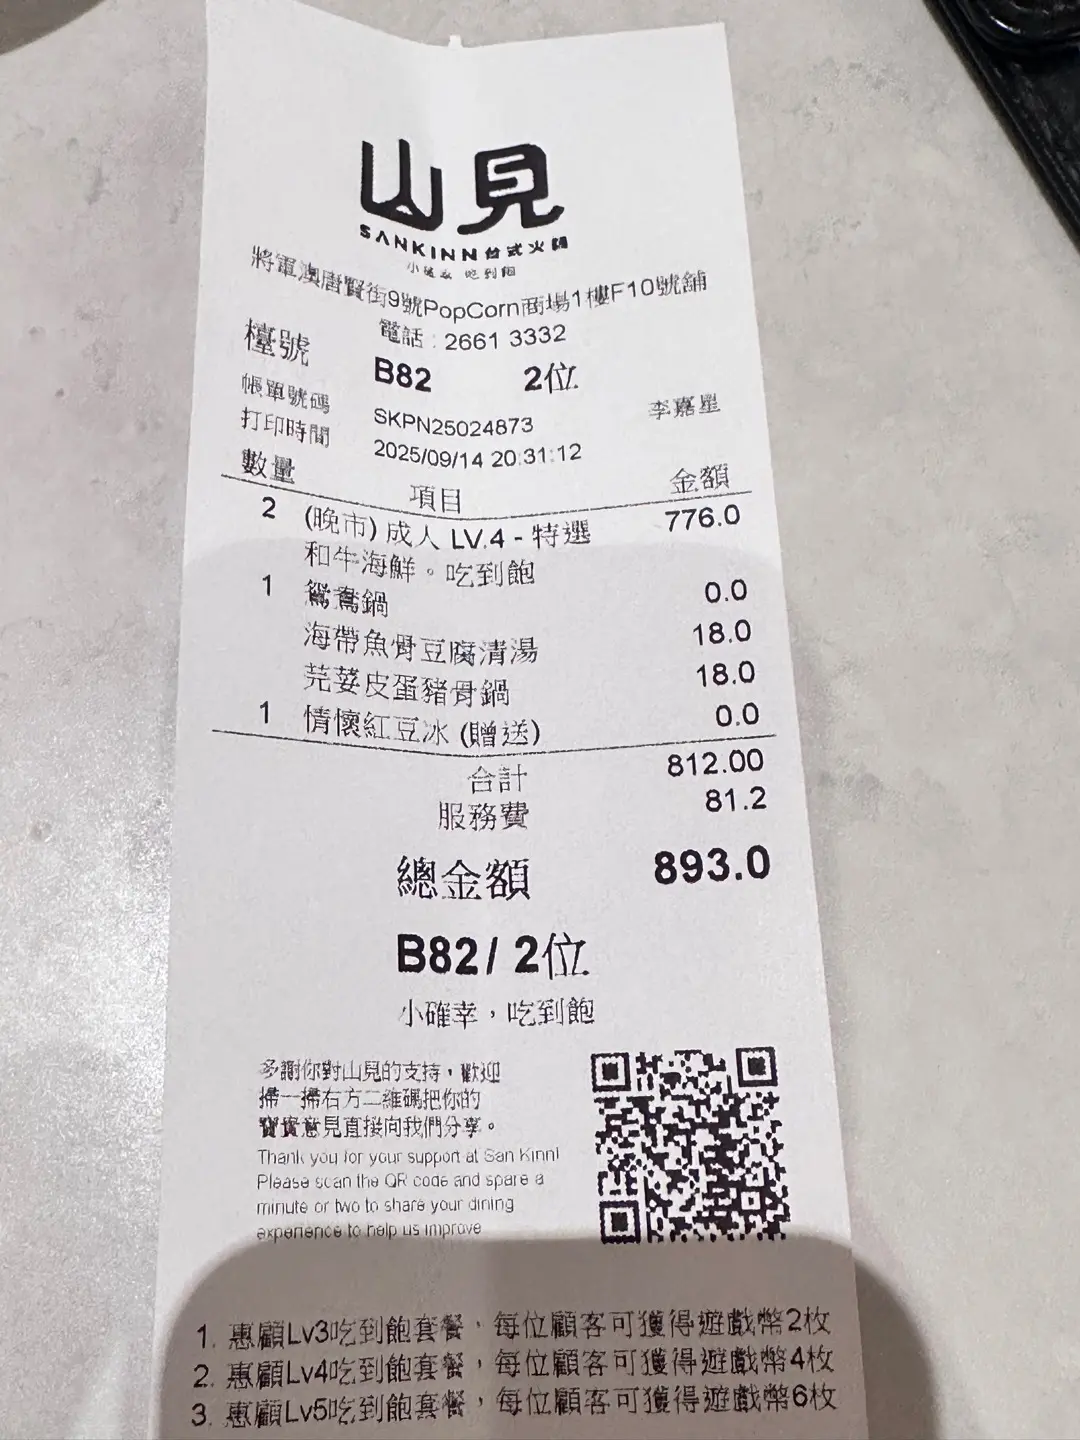 山見
SANKINN 台式火鍋
小確幸 吃到飽
將軍澳唐賢街9號PopCorn商場1樓F10號舖
電話 : 2661 3332
檯號 B82 2位
帳單號碼 SKPN25024873 李嘉星
打印時間 2025/09/14 20:31:12
數量 項目 金額
2 (晚市) 成人 LV.4 - 特選 776.0
和牛海鮮。吃到飽
1 鴛鴦鍋 0.0
海帶魚骨豆腐清湯 18.0
芫荽皮蛋豬骨鍋 18.0
1 情懷紅豆冰 (贈送) 0.0
合計 812.00
服務費 81.2
總金額 893.0
B82 / 2位
小確幸，吃到飽
多謝你對山見的支持，歡迎
掃一掃右方二維碼把你的
寶貴意見直接向我們分享。
Thank you for your support at San Kinn!
Please scan the QR code and spare a
minute or two to share your dining
experience to help us improve
1. 惠顧Lv3吃到飽套餐，每位顧客可獲得遊戲幣2枚
2. 惠顧Lv4吃到飽套餐，每位顧客可獲得遊戲幣4枚
3. 惠顧Lv5吃到飽套餐，每位顧客可獲得遊戲幣6枚